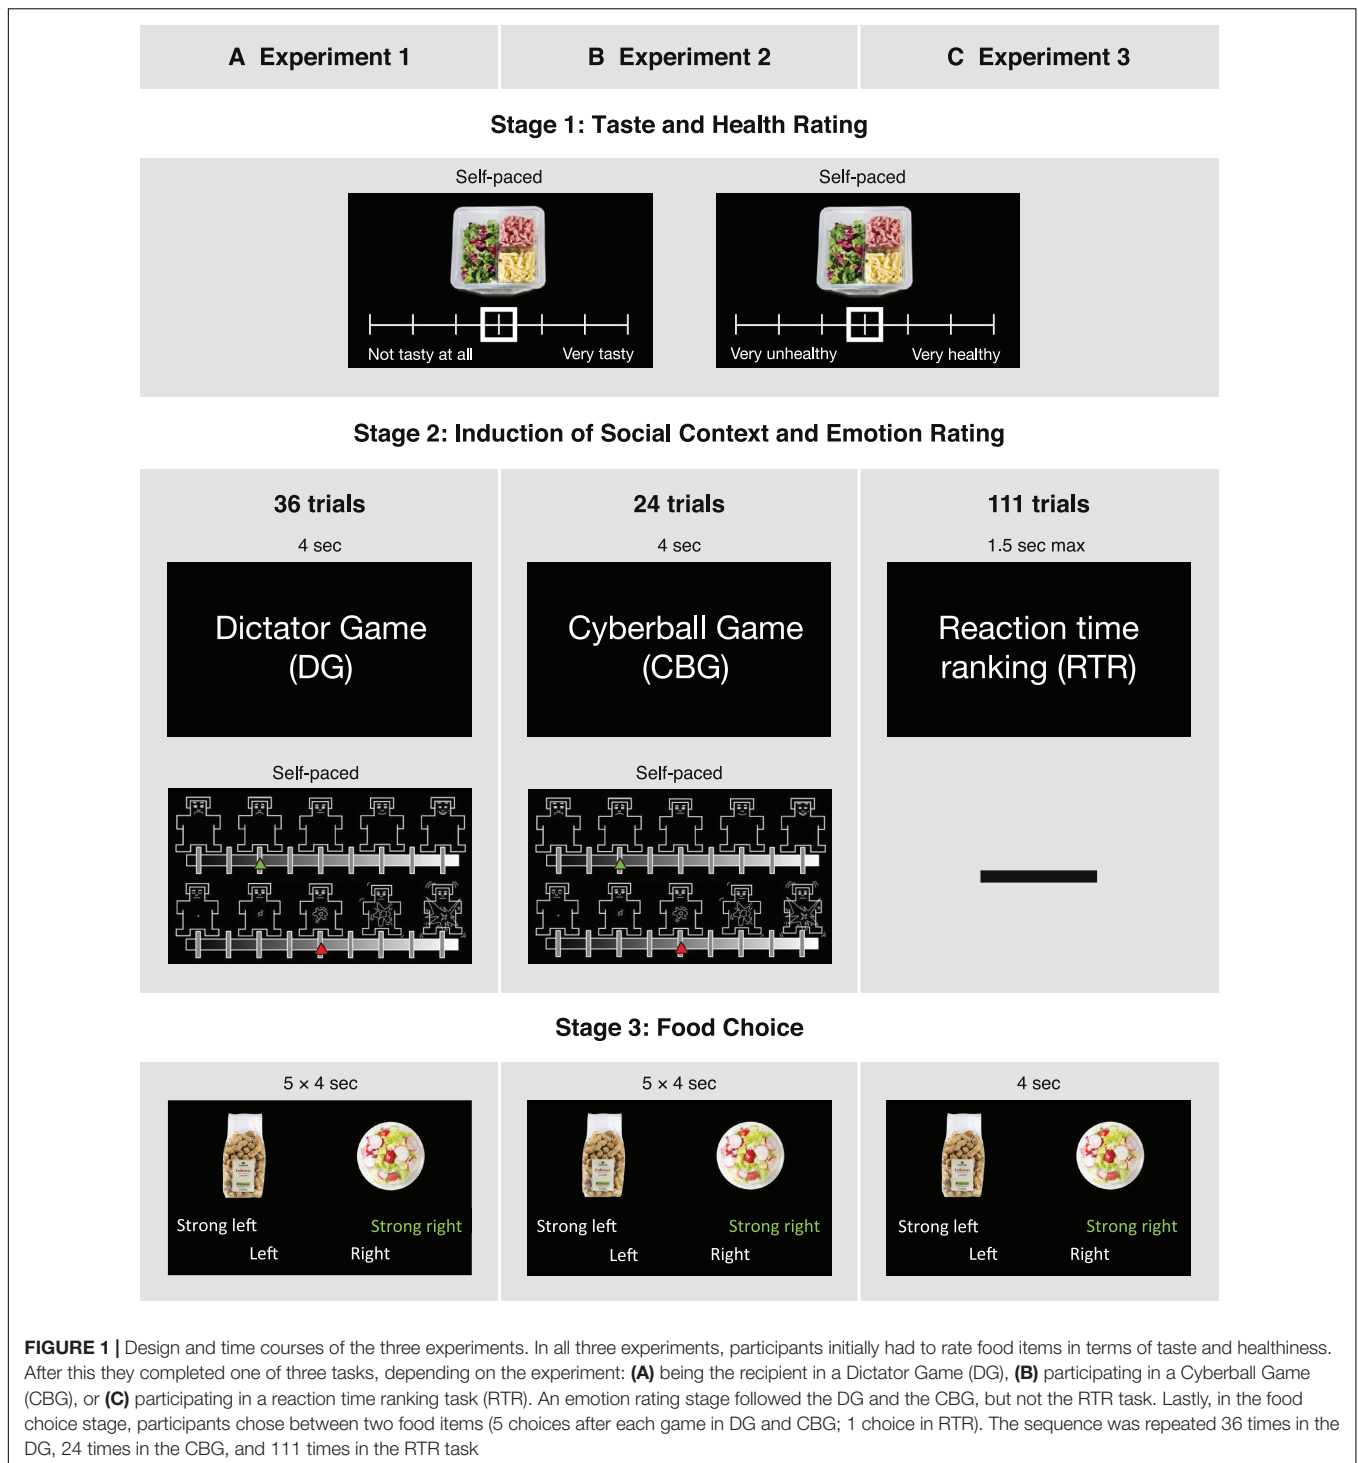 A Experiment 1
B Experiment 2
C Experiment 3
Stage 1: Taste and Health Rating
Self-paced
Self-paced
Not tasty at all
Very tasty
Very unhealthy
Very healthy
Stage 2: Induction of Social Context and Emotion Rating
36 trials
24 trials
111 trials
4 sec
4 sec
1.5 sec max
Dictator Game
(DG)
Cyberball Game
(CBG)
Reaction time
ranking (RTR)
Self-paced
Self-paced
Stage 3: Food Choice
5 × 4 sec
5 × 4 sec
4 sec
Strong left
Strong right
Left
Right
Strong left
Strong right
Left
Right
Strong left
Strong right
Left
Right
FIGURE 1 | Design and time courses of the three experiments. In all three experiments, participants initially had to rate food items in terms of taste and healthiness.
After this they completed one of three tasks, depending on the experiment: (A) being the recipient in a Dictator Game (DG), (B) participating in a Cyberball Game
(CBG), or (C) participating in a reaction time ranking task (RTR). An emotion rating stage followed the DG and the CBG, but not the RTR task. Lastly, in the food
choice stage, participants chose between two food items (5 choices after each game in DG and CBG; 1 choice in RTR). The sequence was repeated 36 times in the
DG, 24 times in the CBG, and 111 times in the RTR task